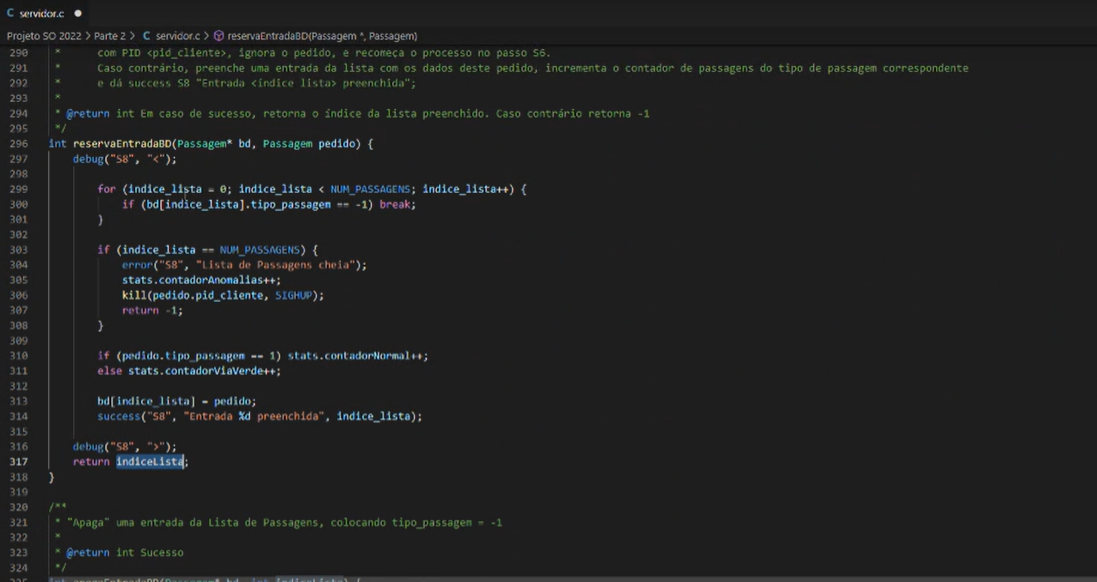 servidor.c
Projeto SO 2022 > Parte 2 > C servidor.c > reservaEntradaBD(Passagem *, Passagem)
290 * com PID <pid_cliente>, ignora o pedido, e recomeça o processo no passo S6.
291 * Caso contrário, preenche uma entrada da lista com os dados deste pedido, incrementa o contador de passagens do tipo de passagem correspondente
292 * e dá success S8 "Entrada <índice lista> preenchida";
293 *
294 * @return int Em caso de sucesso, retorna o índice da lista preenchido. Caso contrário retorna -1
295 */
296 int reservaEntradaBD(Passagem* bd, Passagem pedido) {
297 debug("S8", "<");
298
299 for (indice_lista = 0; indice_lista < NUM_PASSAGENS; indice_lista++) {
300 if (bd[indice_lista].tipo_passagem == -1) break;
301 }
302
303 if (indice_lista == NUM_PASSAGENS) {
304 error("S8", "Lista de Passagens cheia");
305 stats.contadorAnomalias++;
306 kill(pedido.pid_cliente, SIGHUP);
307 return -1;
308 }
309
310 if (pedido.tipo_passagem == 1) stats.contadorNormal++;
311 else stats.contadorViaVerde++;
312
313 bd[indice_lista] = pedido;
314 success("S8", "Entrada %d preenchida", indice_lista);
315
316 debug("S8", ">");
317 return indiceLista;
318 }
319
320 /**
321 * "Apaga" uma entrada da Lista de Passagens, colocando tipo_passagem = -1
322 *
323 * @return int Sucesso
324 */